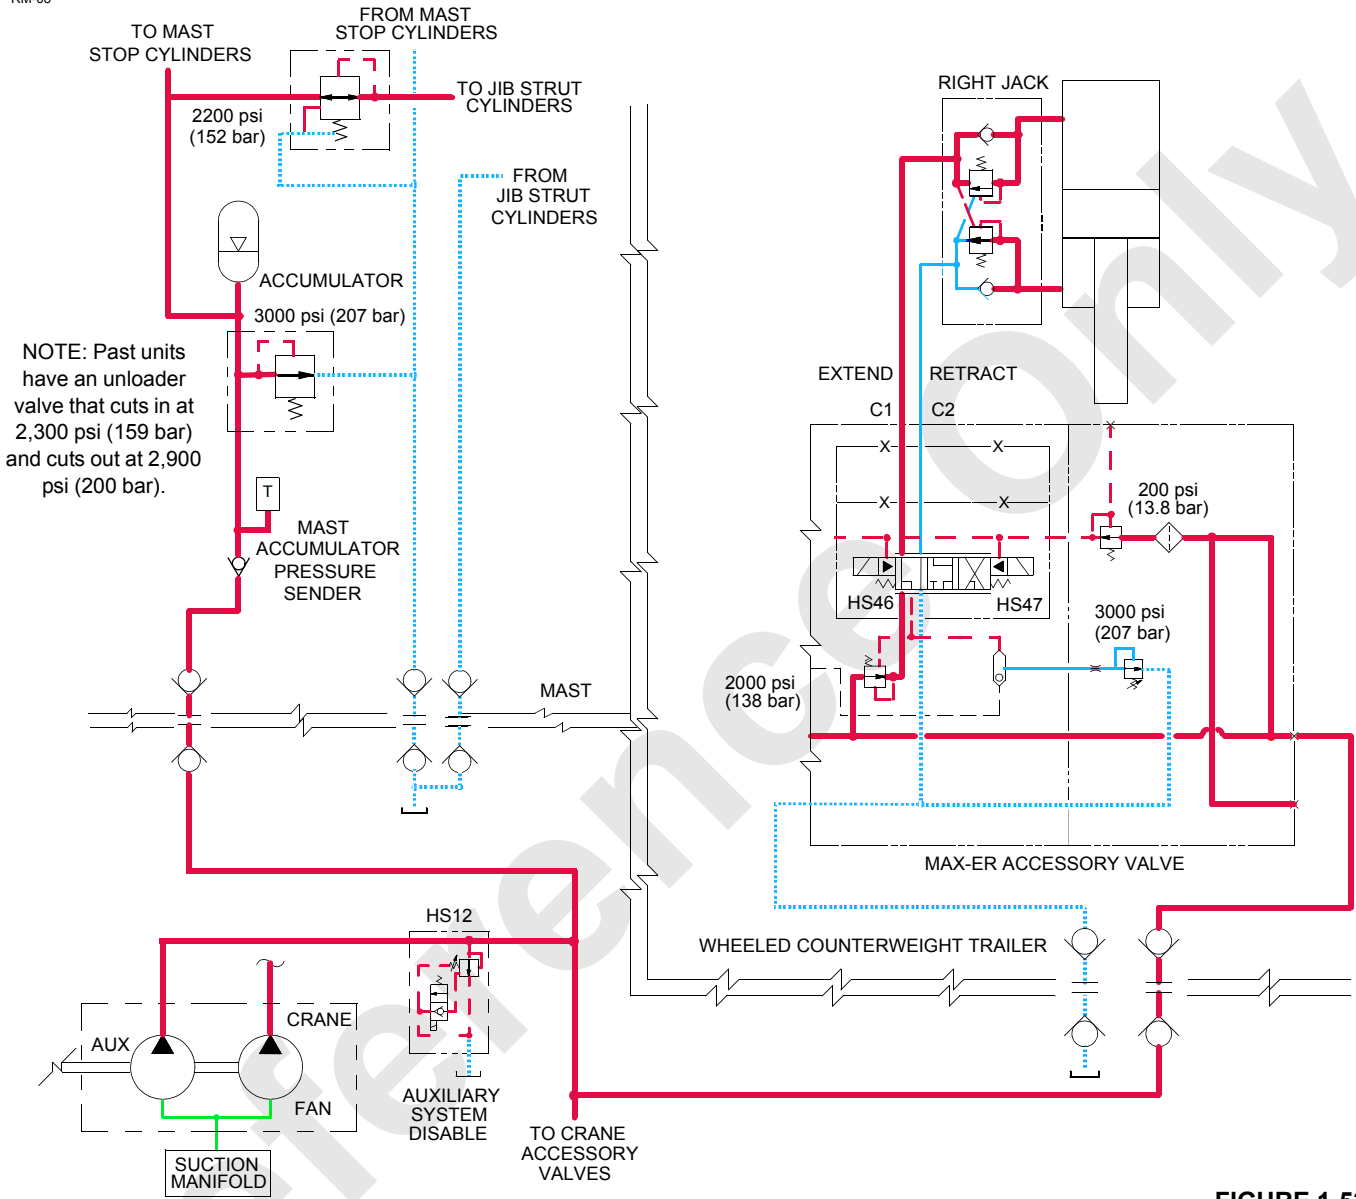 FROM MAST
STOP CYLINDERS
TO MAST
STOP CYLINDERS
2200 psi
(152 bar)
TO JIB STRUT
CYLINDERS
FROM
JIB STRUT
CYLINDERS
ACCUMULATOR
3000 psi (207 bar)
NOTE: Past units
have an unloader
valve that cuts in at
2,300 psi (159 bar)
and cuts out at 2,900
psi (200 bar).
T
MAST
ACCUMULATOR
PRESSURE
SENDER
MAST
RIGHT JACK
EXTEND
RETRACT
C1
C2
X
X
X
X
200 psi
(13.8 bar)
HS46
HS47
3000 psi
(207 bar)
2000 psi
(138 bar)
MAX-ER ACCESSORY VALVE
WHEELED COUNTERWEIGHT TRAILER
HS12
AUX
CRANE
FAN
SUCTION
MANIFOLD
AUXILIARY
SYSTEM
DISABLE
TO CRANE
ACCESSORY
VALVES
Reference Only